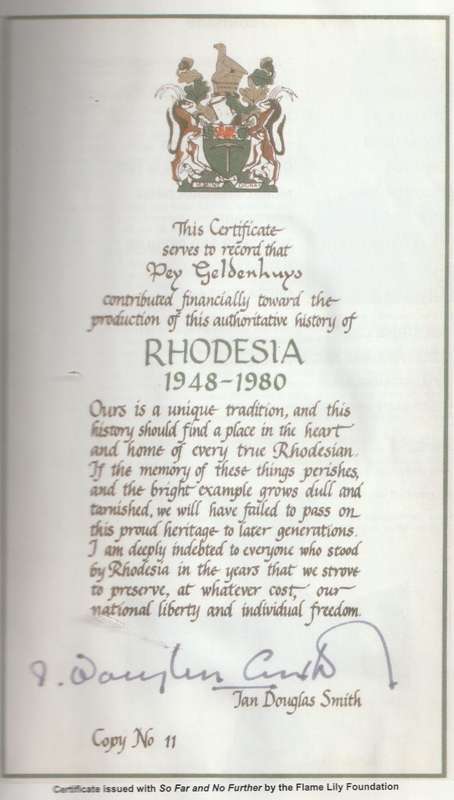 SIT NOMINE DIGNA
This Certificate
serves to record that
Pey Geldenhuys
contributed financially toward the
production of this authoritative history of
RHODESIA
1948-1980
Ours is a unique tradition, and this
history should find a place in the heart
and home of every true Rhodesian.
If the memory of these things perishes,
and the bright example grows dull and
tarnished, we will have failed to pass on
this proud heritage to later generations.
I am deeply indebted to everyone who stood
by Rhodesia in the years that we strove
to preserve, at whatever cost, our
national liberty and individual freedom.
I. Douglas Smith
Ian Douglas Smith
Copy No 11
Certificate issued with So Far and No Further by the Flame Lily Foundation